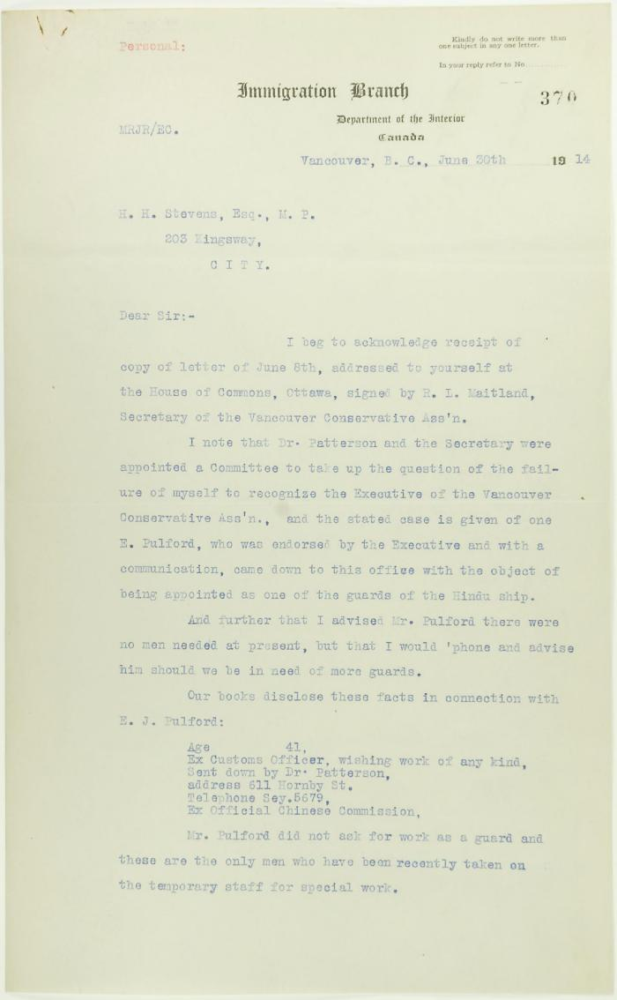 Personal:
Kindly do not write more than
one subject in any one letter.
In your reply refer to No.............
Immigration Branch
370
Department of the Interior
MRJR/EC.
Canada
Vancouver, B. C., June 30th 19 14
H. H. Stevens, Esq., M. P.
203 Kingsway,
C I T Y.
Dear Sir:-
I beg to acknowledge receipt of
copy of letter of June 8th, addressed to yourself at
the House of Commons, Ottawa, signed by R. L. Maitland,
Secretary of the Vancouver Conservative Ass'n.
I note that Dr. Patterson and the Secretary were
appointed a Committee to take up the question of the fail-
ure of myself to recognize the Executive of the Vancouver
Conservative Ass'n., and the stated case is given of one
E. Pulford, who was endorsed by the Executive and with a
communication, came down to this office with the object of
being appointed as one of the guards of the Hindu ship.
And further that I advised Mr. Pulford there were
no men needed at present, but that I would 'phone and advise
him should we be in need of more guards.
Our books disclose these facts in connection with
E. J. Pulford:
Age 41,
Ex Customs Officer, wishing work of any kind,
Sent down by Dr. Patterson,
address 611 Hornby St.
Telephone Sey.5679,
Ex Official Chinese Commission,
Mr. Pulford did not ask for work as a guard and
these are the only men who have been recently taken on
the temporary staff for special work.